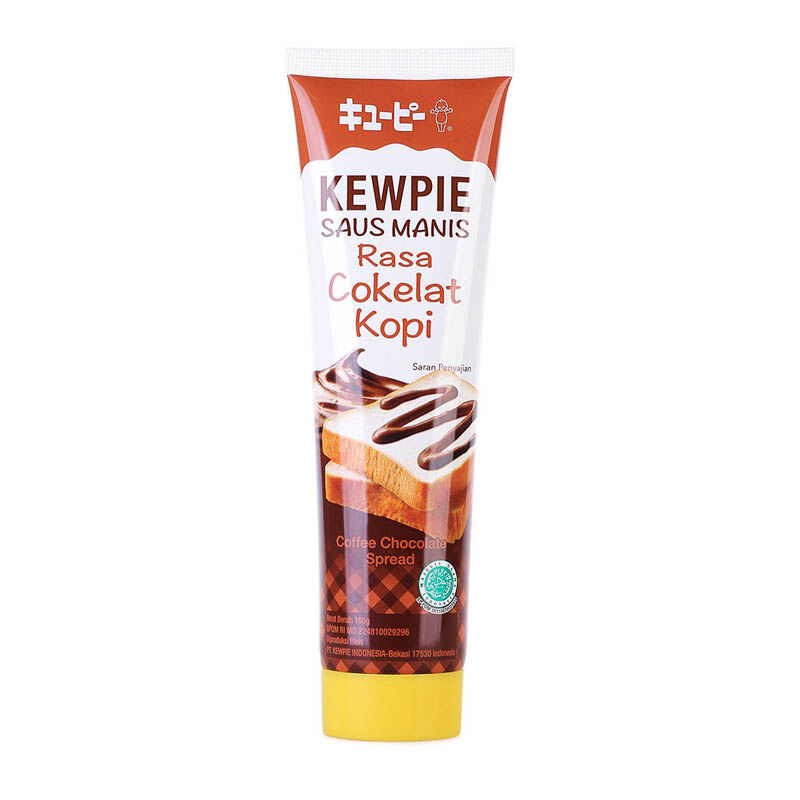 キューピー
KEWPIE
SAUS MANIS
Rasa
Cokelat
Kopi
Saran Penyajian
Coffee Chocolate
Spread
Berat Bersih 160g
BPOM RI MD 224810029296
Diproduksi Oleh
PT. KEWPIE INDONESIA-Bekasi 17530 Indonesia